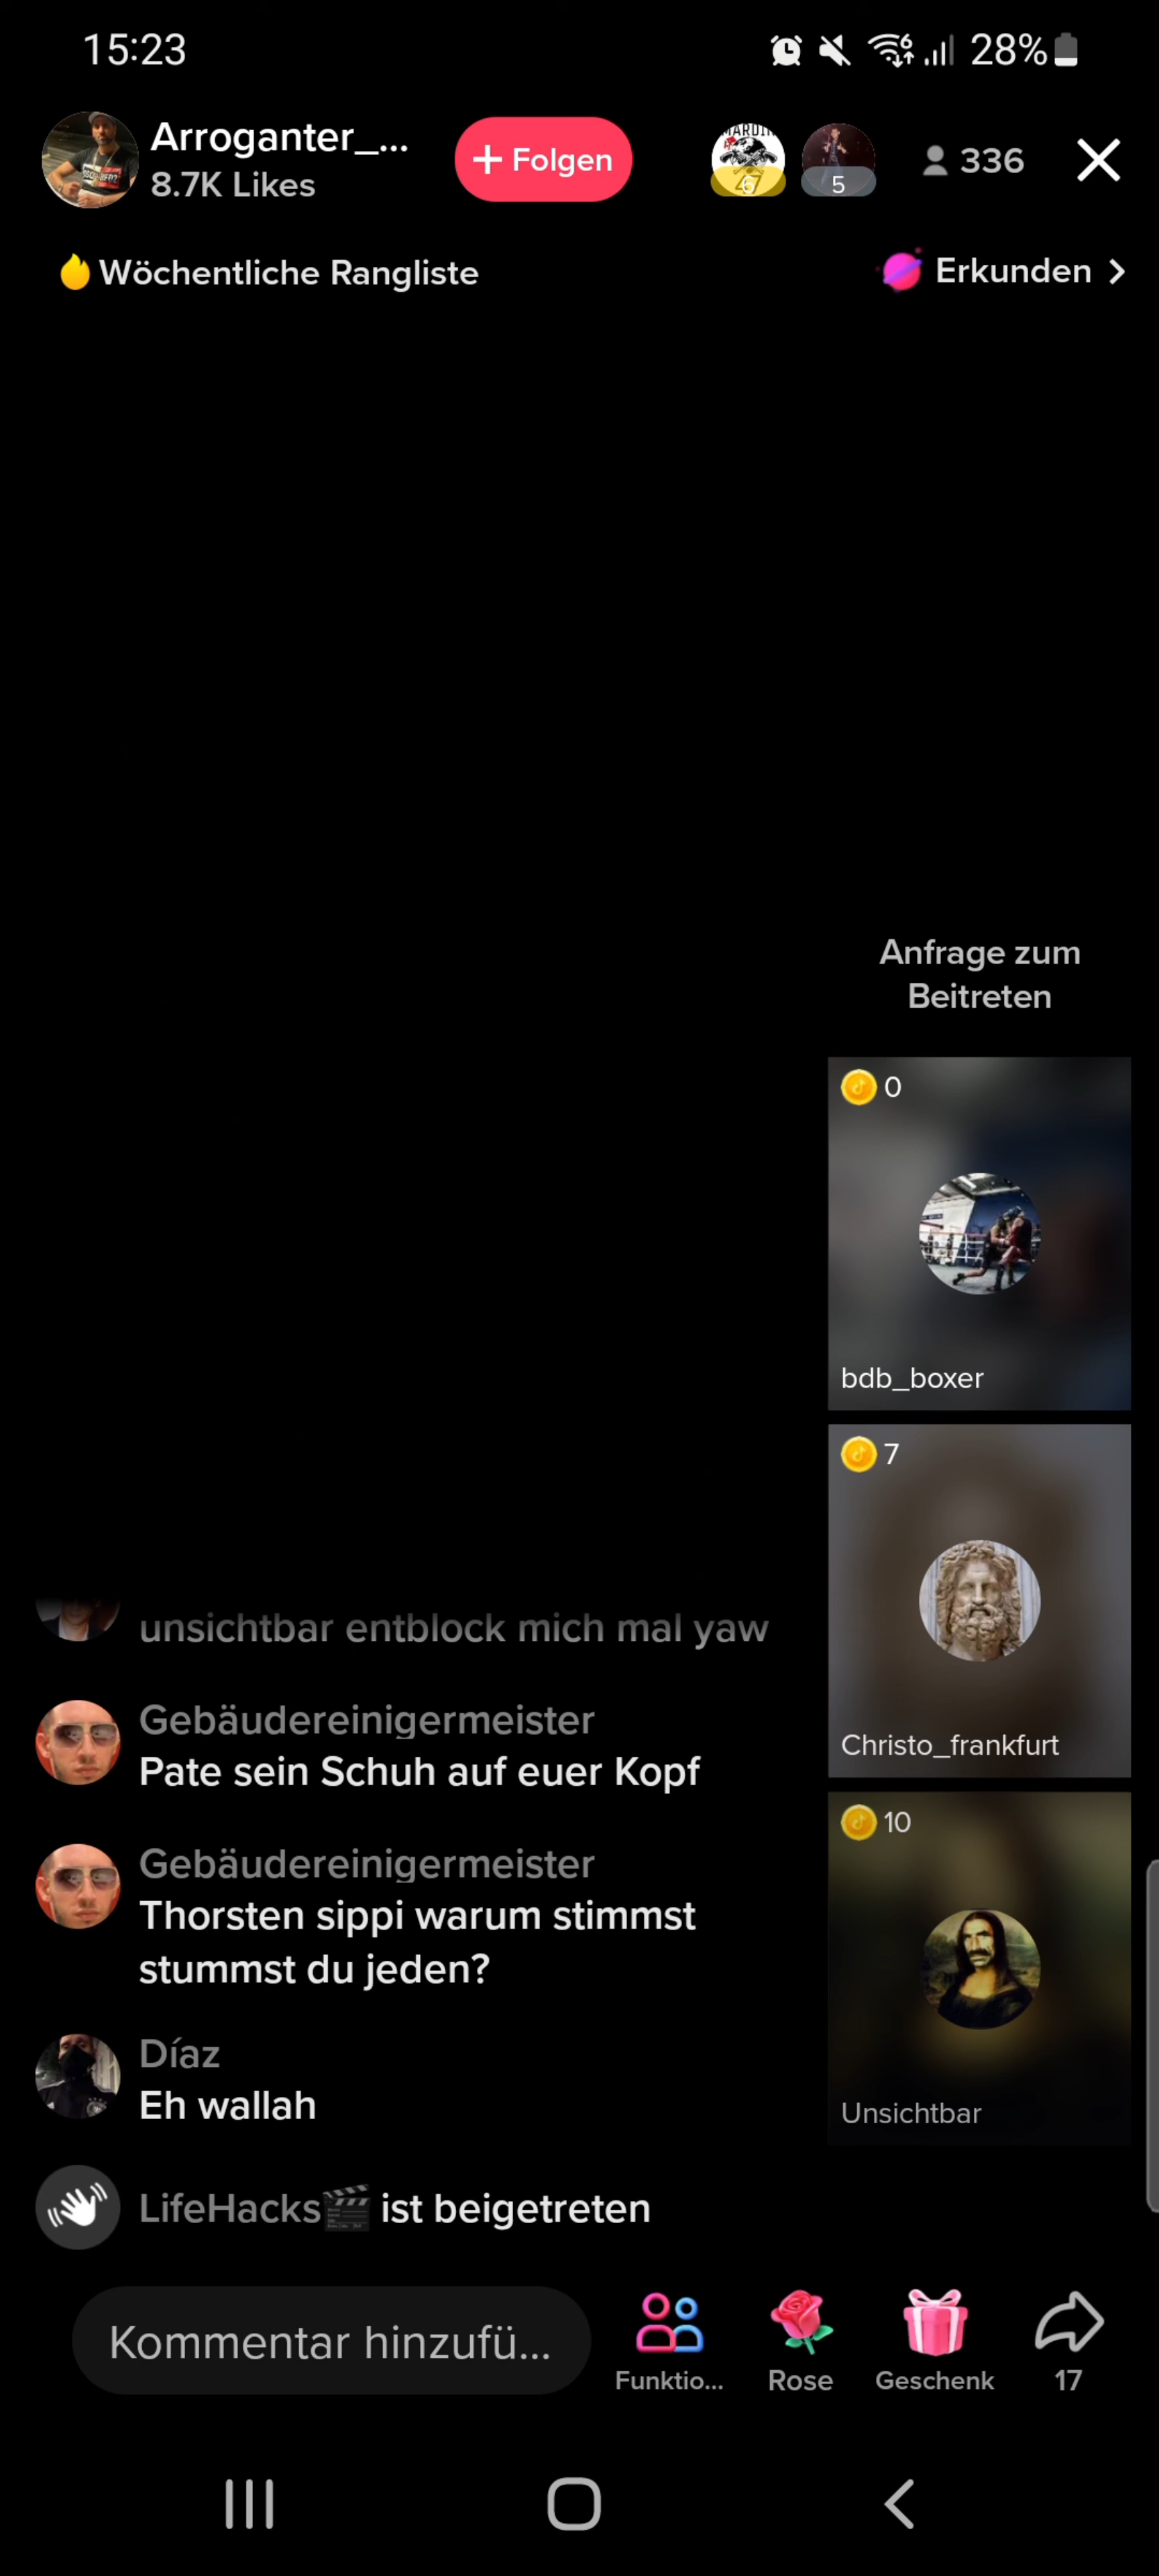 15:23
28%
Arroganter_...
8.7K Likes
+ Folgen
5
336
Wöchentliche Rangliste
Erkunden
Anfrage zum
Beitreten
0
bdb_boxer
7
Christo_frankfurt
10
Unsichtbar
unsichtbar entblock mich mal yaw
Gebäudereinigermeister
Pate sein Schuh auf euer Kopf
Gebäudereinigermeister
Thorsten sippi warum stimmst
stummst du jeden?
Díaz
Eh wallah
LifeHacks🎬 ist beigetreten
Kommentar hinzufü...
Funktio...
Rose
Geschenk
17